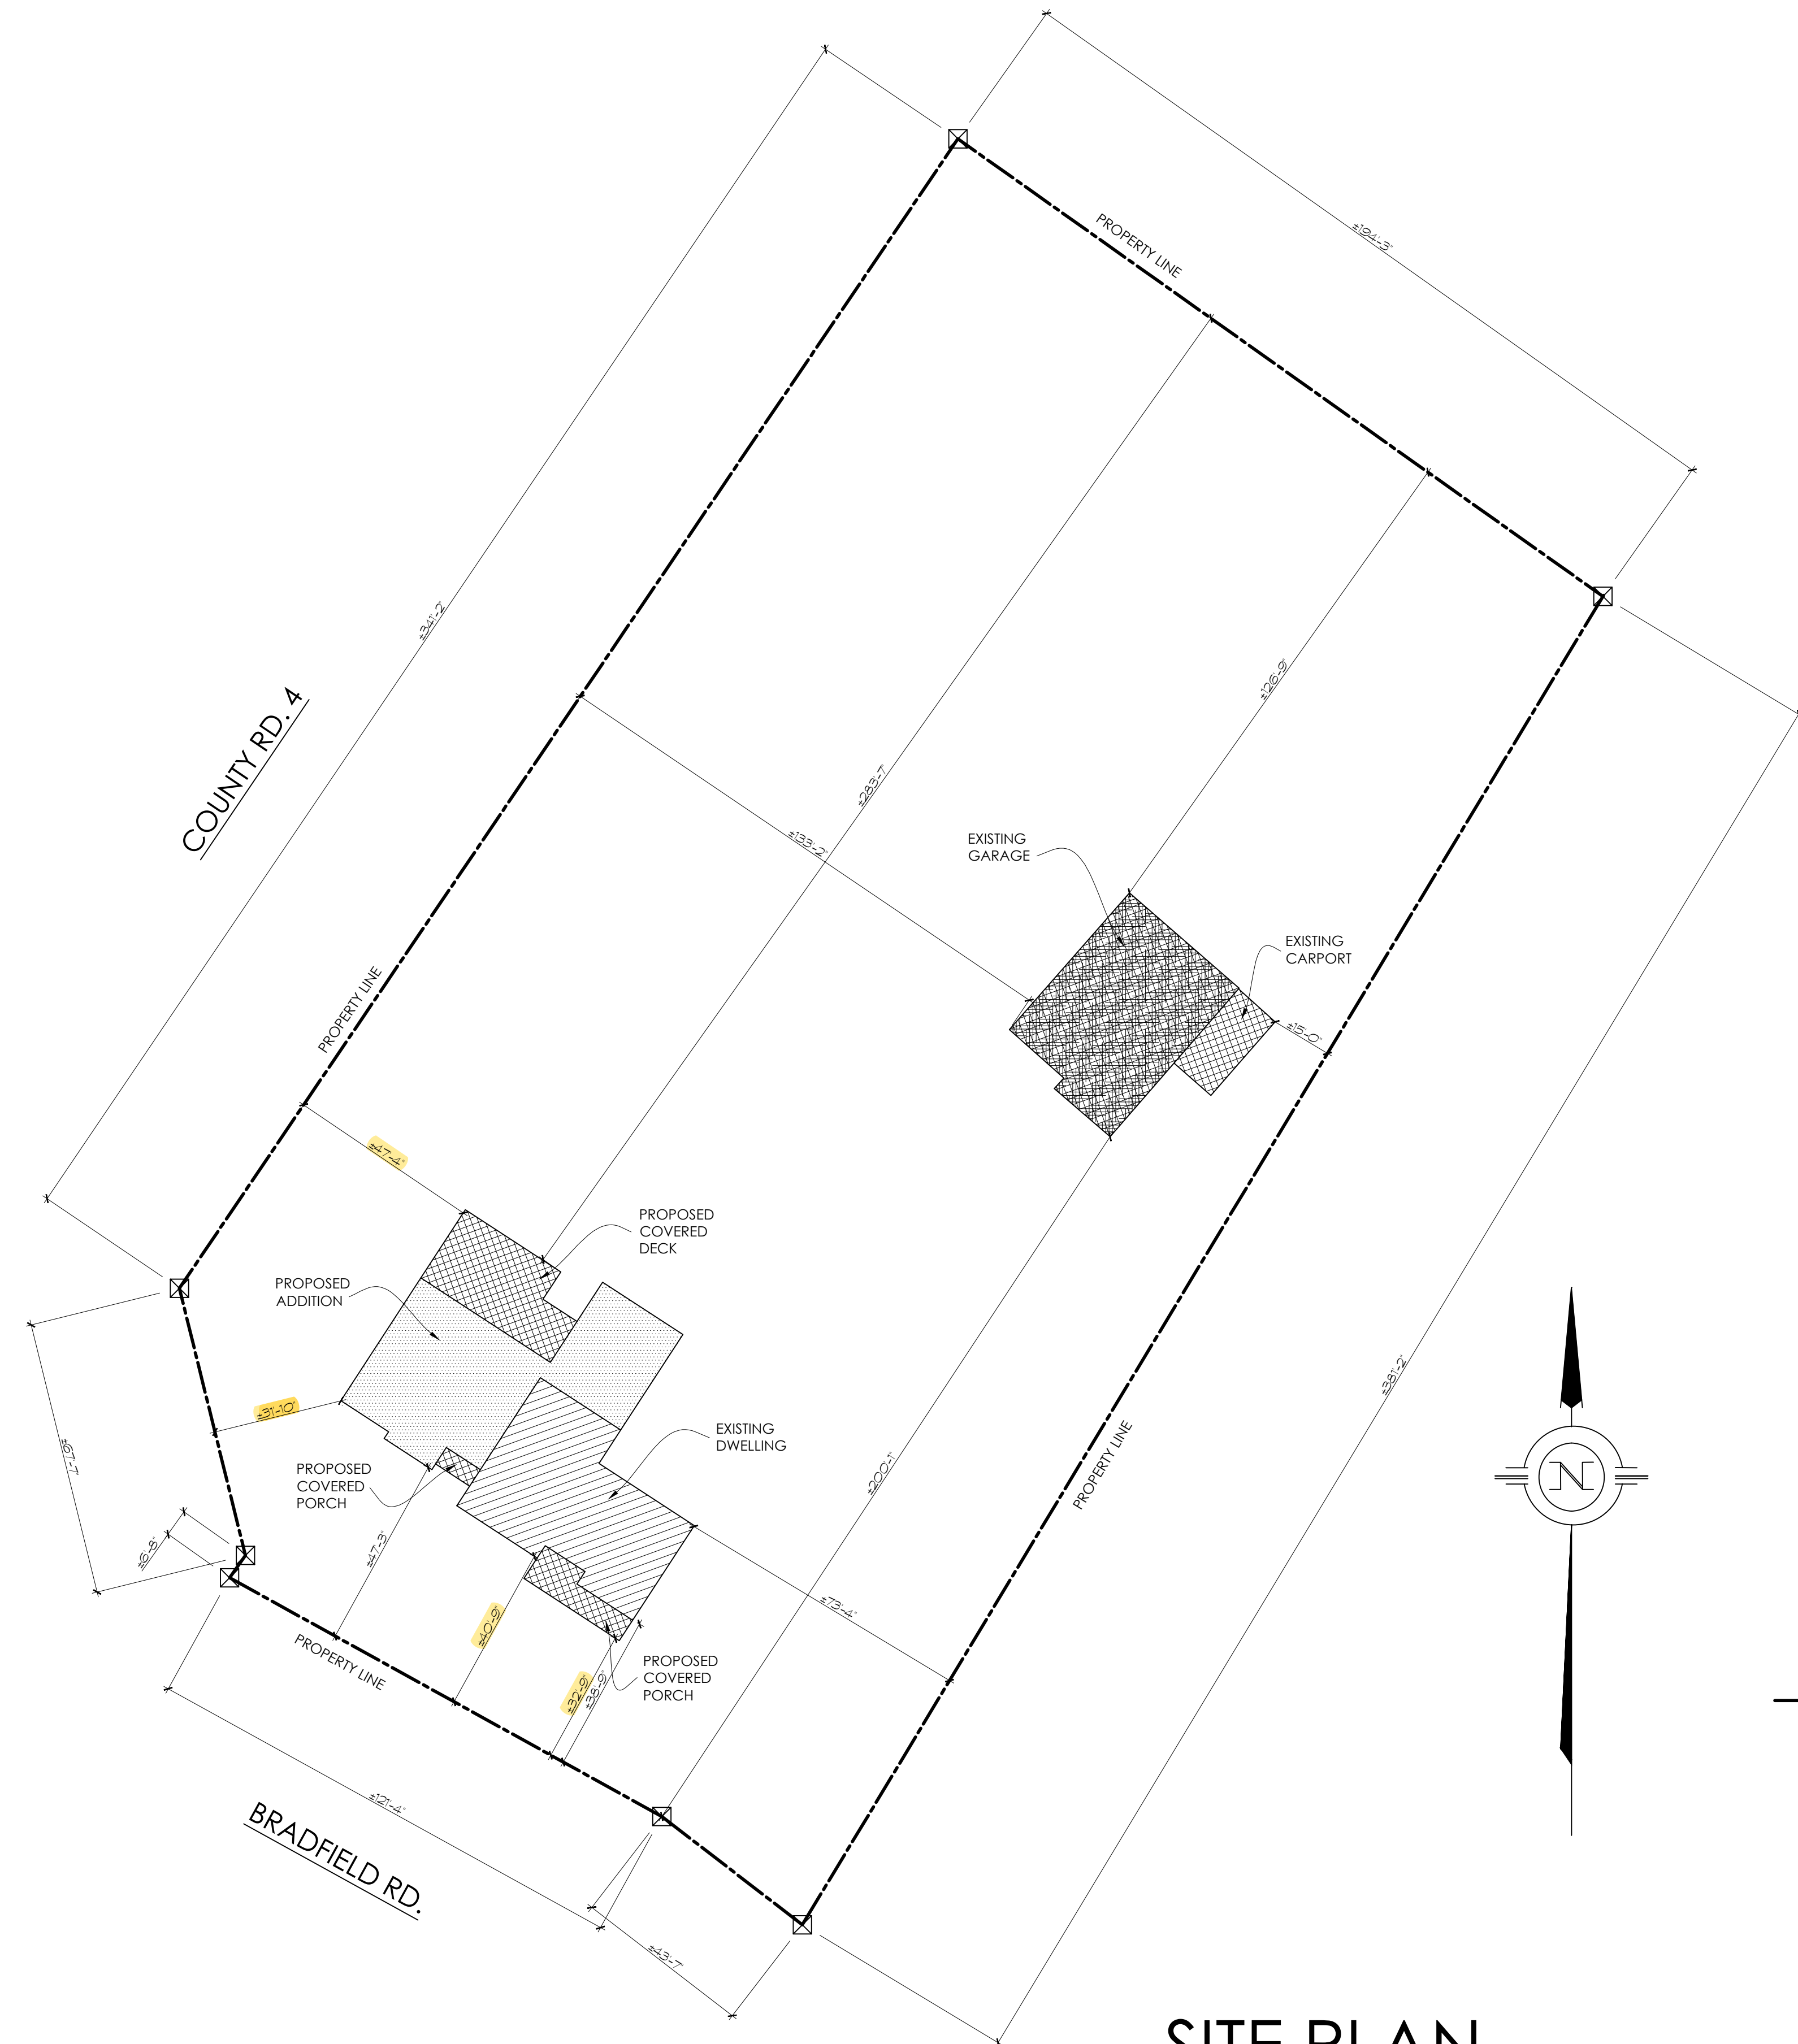 ±194'-3"
PROPERTY LINE
±341'-2"
±126'-9"
COUNTY RD. 4
±283'-7"
±133'-2"
EXISTING
GARAGE
EXISTING
CARPORT
±15'-0"
PROPERTY LINE
±47'-4"
PROPOSED
COVERED
DECK
PROPOSED
ADDITION
±381'-2"
±31'-10"
EXISTING
DWELLING
±67'-7"
PROPOSED
COVERED
PORCH
±200'-1"
PROPERTY LINE
N
±6'-8"
±47'-3"
±73'-4"
±40'-9"
PROPERTY LINE
PROPOSED
COVERED
PORCH
±32'-9"
±38'-9"
±121'-4"
BRADFIELD RD.
±43'-7"
SITE PLAN